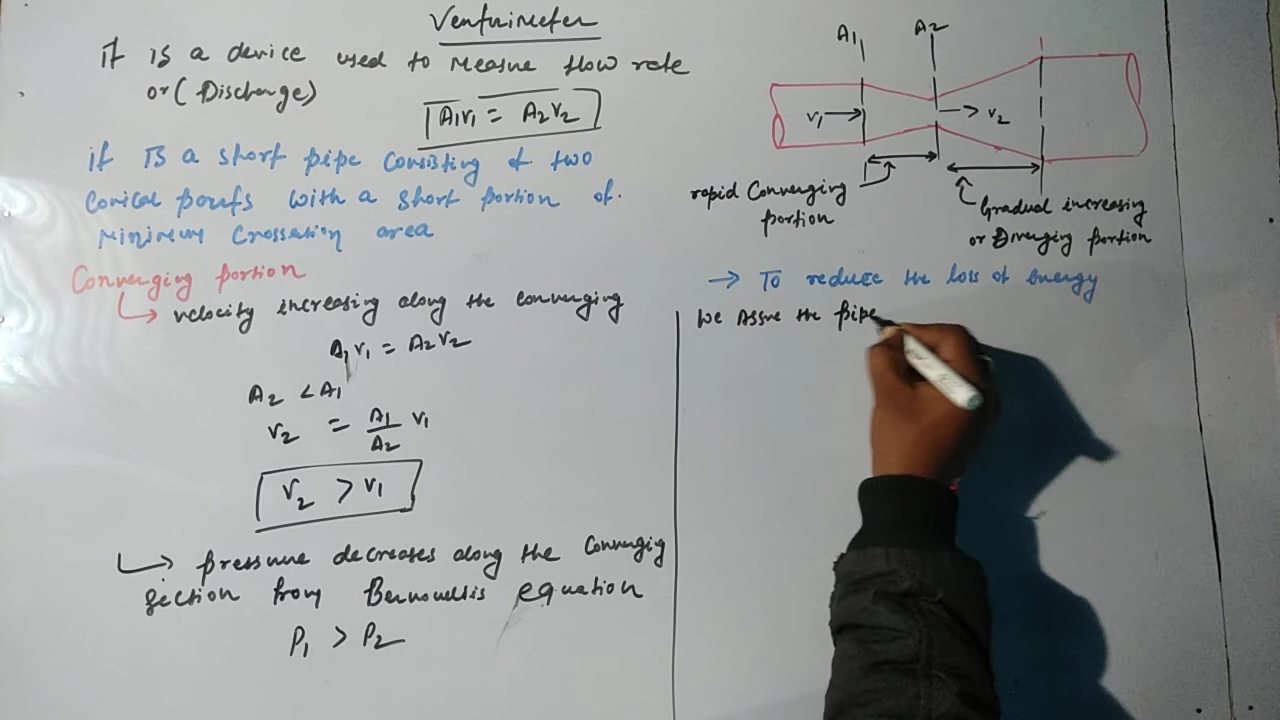 Venturimeter
it is a device used to Measure flow rate
or (Discharge)
A1v1 = A2v2
it is a short pipe Consisting of two
Conical parts with a short portion of
Minimum Crossection area
Converging portion
↳ velocity increasing along the converging
A1v1 = A2v2
A2 < A1
v2 = A1/A2 v1
v2 > v1
↳ pressure decreases along the Convergig
section from Bernoullis equation
P1 > P2
A1 A2
v1 → → v2
rapid Converging
portion
Gradual increasing
or Diverging portion
→ To reduce the loss of energy
We Assue the pipe